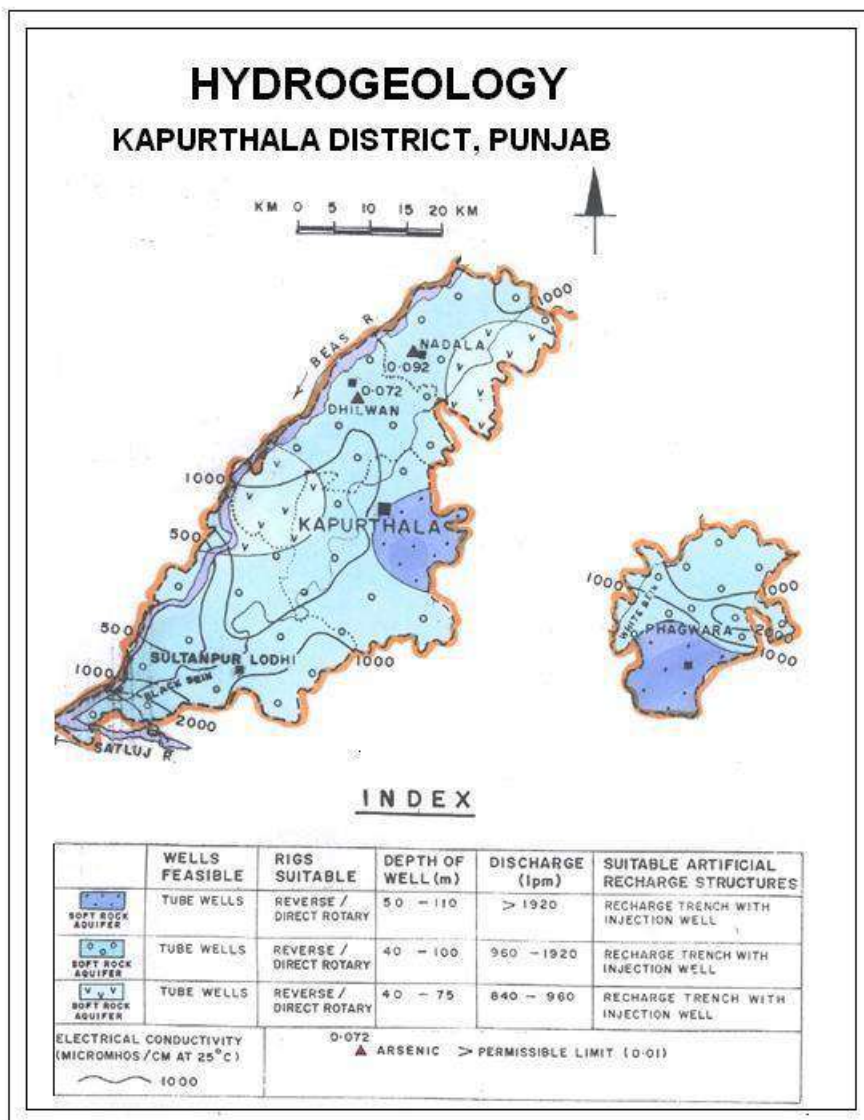 HYDROGEOLOGY
KAPURTHALA DISTRICT, PUNJAB
KM 0 5 10 15 20 KM
1000
BEAS R.
NADALA
0.092
0.072
DHILWAN
1000
KAPURTHALA
500
1000
WHITE BEIN
PHAGWARA
2000
1000
500
SULTANPUR LODHI
1000
1000
BLACK BEIN
2000
SATLUJ R.
INDEX
WELLS FEASIBLE RIGS SUITABLE DEPTH OF WELL (m) DISCHARGE (lpm) SUITABLE ARTIFICIAL RECHARGE STRUCTURES
SOFT ROCK AQUIFER TUBE WELLS REVERSE / DIRECT ROTARY 50 - 110 > 1920 RECHARGE TRENCH WITH INJECTION WELL
SOFT ROCK AQUIFER TUBE WELLS REVERSE / DIRECT ROTARY 40 - 100 960 - 1920 RECHARGE TRENCH WITH INJECTION WELL
SOFT ROCK AQUIFER TUBE WELLS REVERSE / DIRECT ROTARY 40 - 75 840 - 960 RECHARGE TRENCH WITH INJECTION WELL
ELECTRICAL CONDUCTIVITY
(MICROMHOS/CM AT 25°C)
1000
0.072
ARSENIC > PERMISSIBLE LIMIT (0.01)